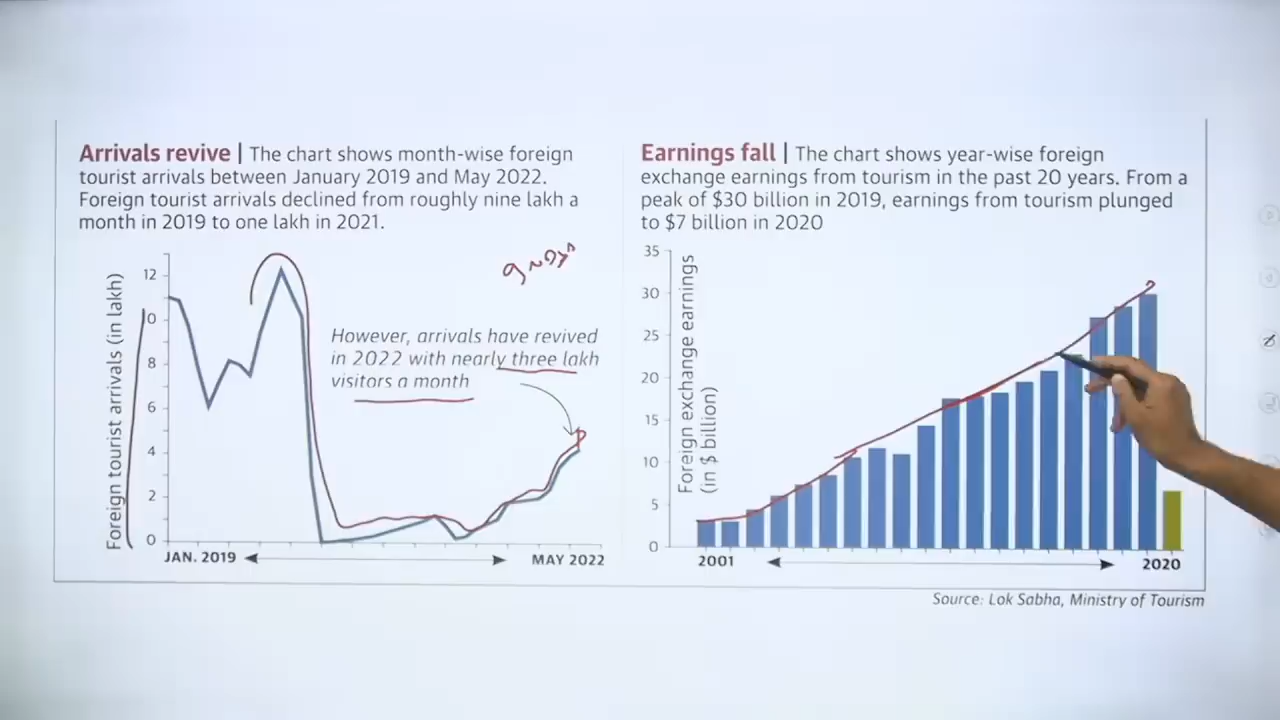 Arrivals revive | The chart shows month-wise foreign
tourist arrivals between January 2019 and May 2022.
Foreign tourist arrivals declined from roughly nine lakh a
month in 2019 to one lakh in 2021.
Foreign tourist arrivals (in lakh)
12
10
8
6
4
2
0
However, arrivals have revived
in 2022 with nearly three lakh
visitors a month
JAN. 2019
MAY 2022
Earnings fall | The chart shows year-wise foreign
exchange earnings from tourism in the past 20 years. From a
peak of $30 billion in 2019, earnings from tourism plunged
to $7 billion in 2020
Foreign exchange earnings
(in $ billion)
35
30
25
20
15
10
5
0
2001
2020
Source: Lok Sabha, Ministry of Tourism